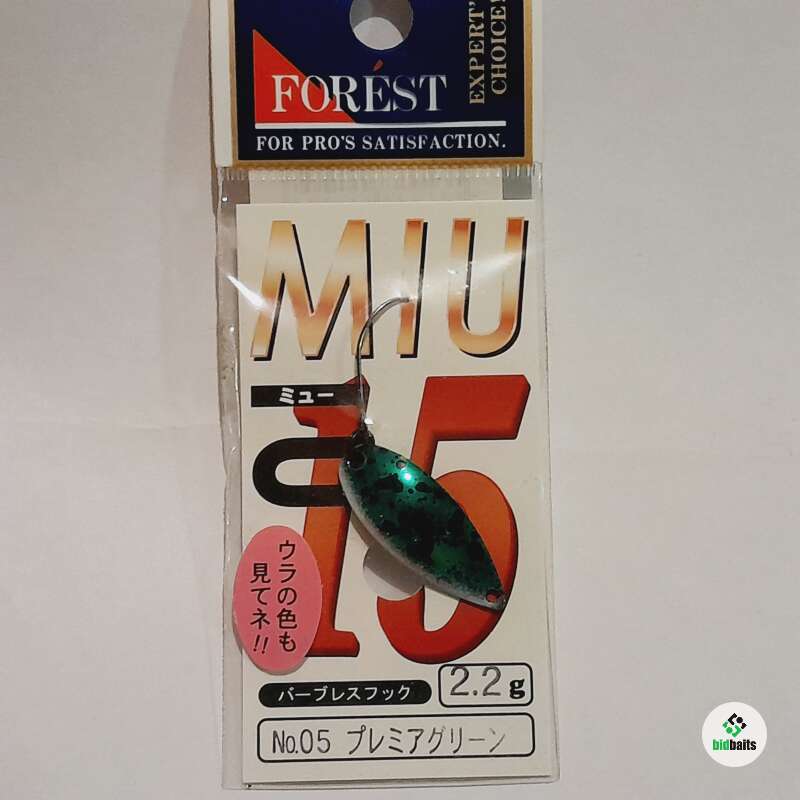 FORÉST
EXPERT'S
CHOICE!
FOR PRO'S SATISFACTION.
MIU
ミュー
15
ウラの色も
見てネ!!
バーブレスフック
2.2g
No.05 プレミアグリーン
bidbaits